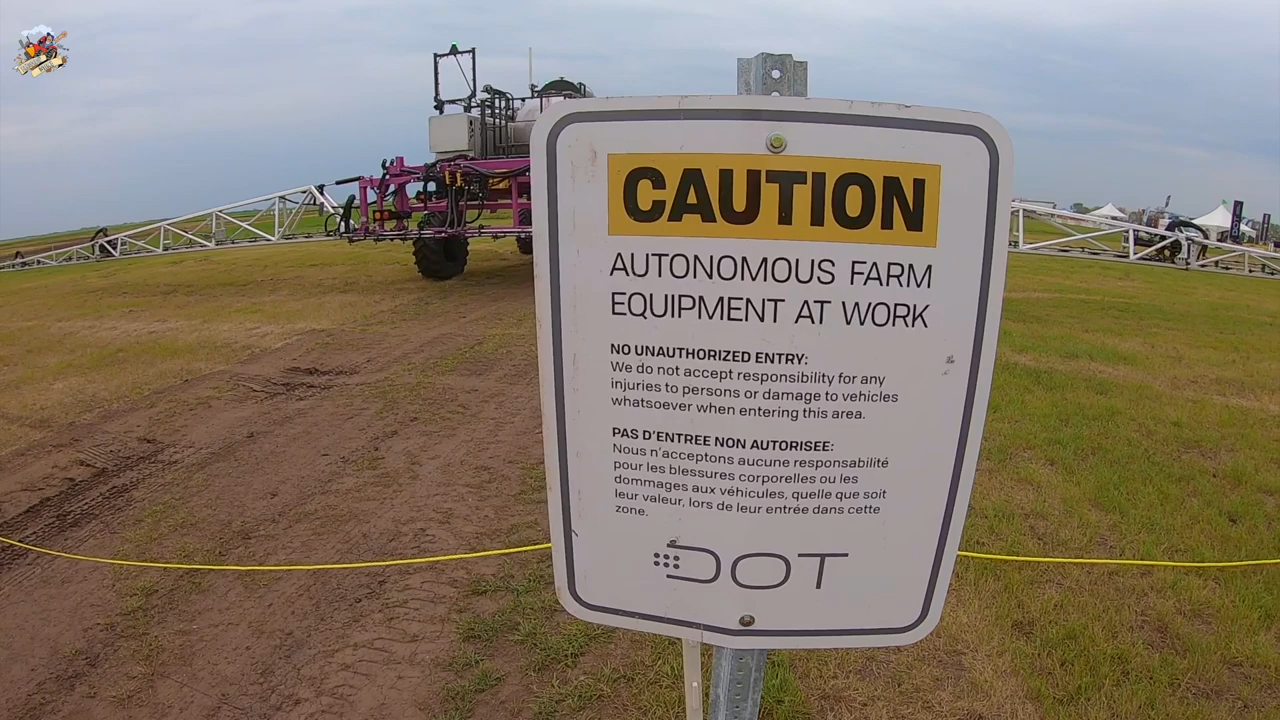 CAUTION
AUTONOMOUS FARM
EQUIPMENT AT WORK
NO UNAUTHORIZED ENTRY:
We do not accept responsibility for any
injuries to persons or damage to vehicles
whatsoever when entering this area.
PAS D'ENTREE NON AUTORISEE:
Nous n'acceptons aucune responsabilité
pour les blessures corporelles ou les
dommages aux véhicules, quelle que soit
leur valeur, lors de leur entrée dans cette
zone.
DOT